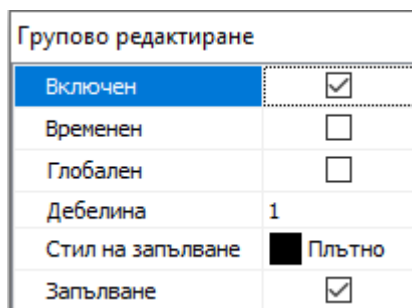 Групово редактиране
Включен
Временен
Глобален
Дебелина 1
Стил на запълване Плътно
Запълване